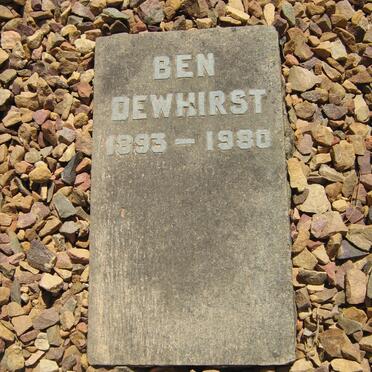 BEN
DEWHIRST
1893 - 1980